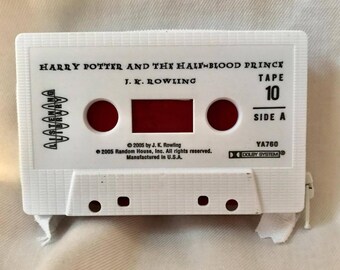 HARRY POTTER AND THE HALF-BLOOD PRINCE
J. K. ROWLING
TAPE
10
SIDE A
© 2005 by J. K. Rowling
℗ 2005 Random House, Inc. All rights reserved.
Manufactured in U.S.A.
YA760
DOLBY SYSTEM